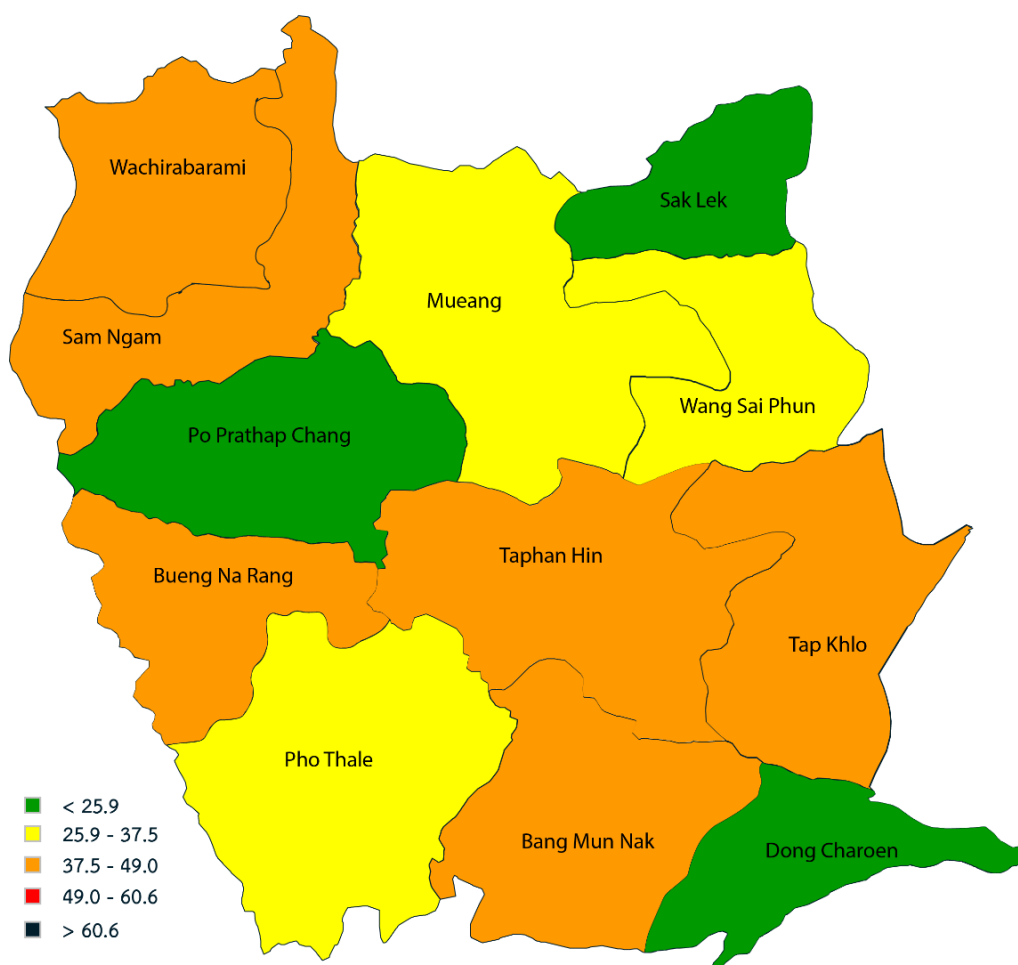 Wachirabarami
Sak Lek
Mueang
Sam Ngam
Wang Sai Phun
Po Prathap Chang
Taphan Hin
Bueng Na Rang
Tap Khlo
Pho Thale
Bang Mun Nak
Dong Charoen
< 25.9
25.9 - 37.5
37.5 - 49.0
49.0 - 60.6
> 60.6